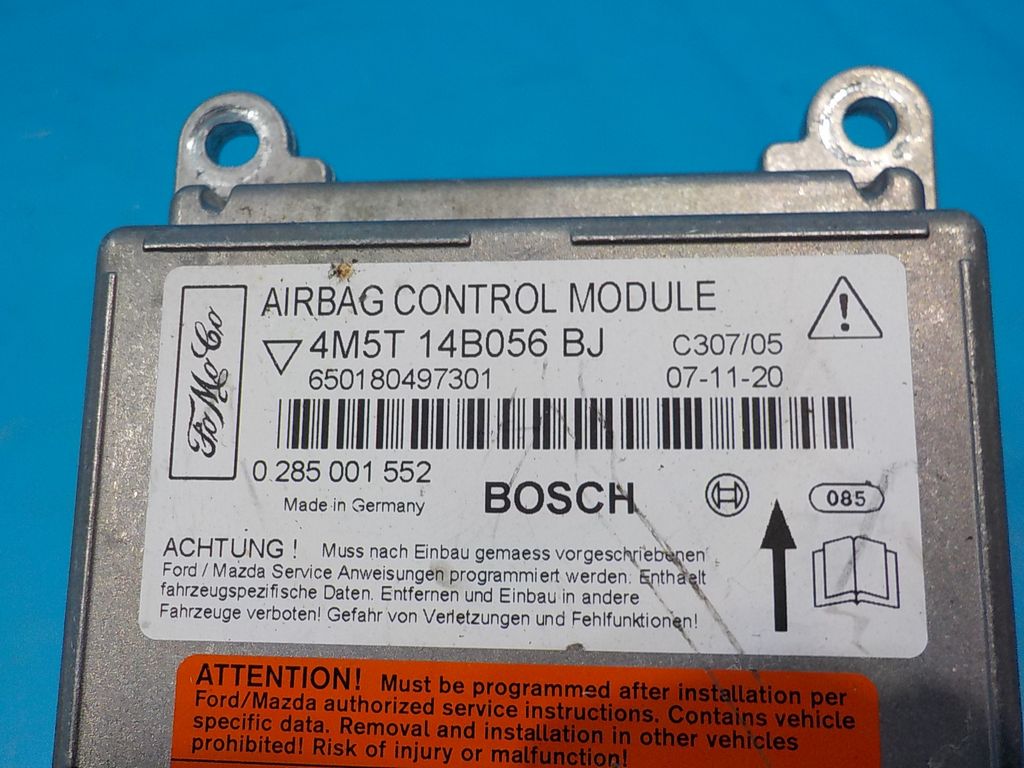 FoMoCo
AIRBAG CONTROL MODULE
4M5T 14B056 BJ C307/05
650180497301 07-11-20
0 285 001 552
Made in Germany BOSCH 085
ACHTUNG ! Muss nach Einbau gemaess vorgeschriebenen
Ford / Mazda Service Anweisungen programmiert werden. Enthaelt
fahrzeugspezifische Daten. Entfernen und Einbau in andere
Fahrzeuge verboten! Gefahr von Verletzungen und Fehlfunktionen!
ATTENTION! Must be programmed after installation per
Ford/Mazda authorized service instructions. Contains vehicle
specific data. Removal and installation in other vehicles
prohibited! Risk of injury or malfunction!